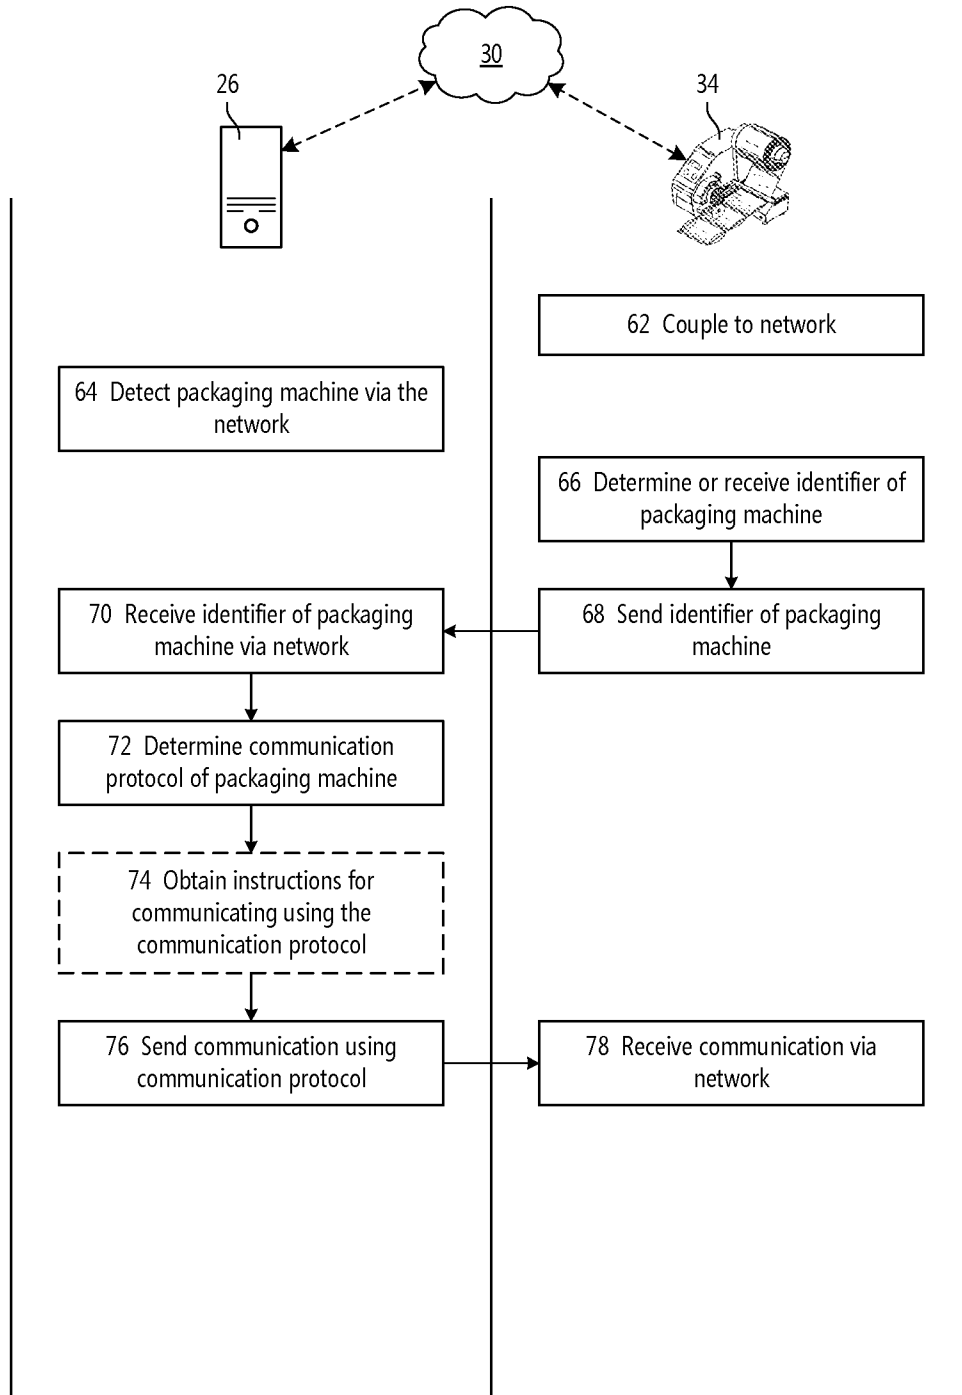 30
26
34
62 Couple to network
64 Detect packaging machine via the
network
66 Determine or receive identifier of
packaging machine
70 Receive identifier of packaging
machine via network
68 Send identifier of packaging
machine
72 Determine communication
protocol of packaging machine
74 Obtain instructions for
communicating using the
communication protocol
76 Send communication using
communication protocol
78 Receive communication via
network